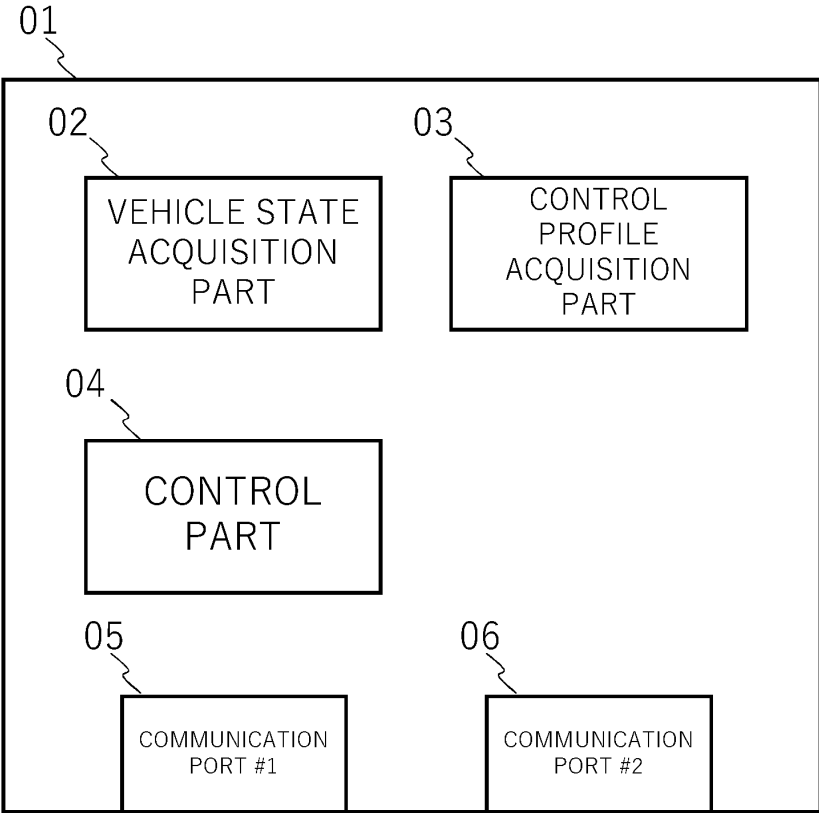 01
02
03
VEHICLE STATE
ACQUISITION
PART
CONTROL
PROFILE
ACQUISITION
PART
04
CONTROL
PART
05
06
COMMUNICATION
PORT #1
COMMUNICATION
PORT #2